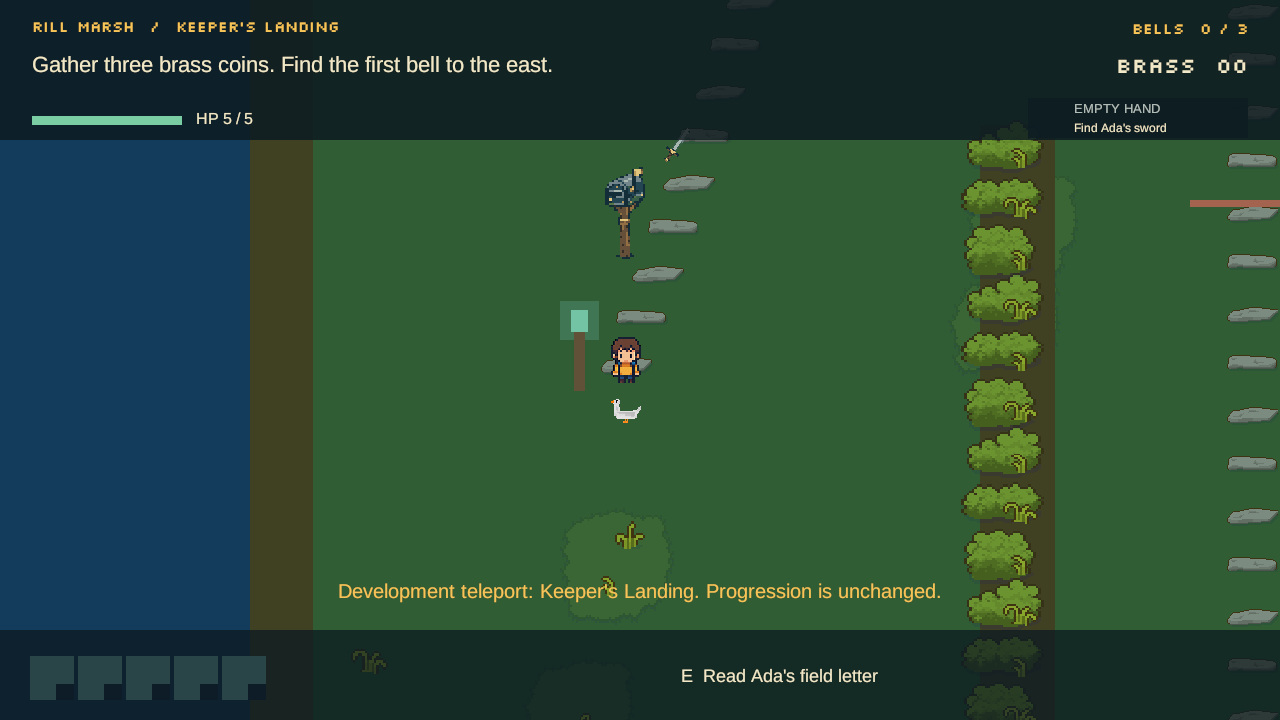 RILL MARSH / KEEPER'S LANDING
BELLS 0 / 3
Gather three brass coins. Find the first bell to the east.
BRASS 00
HP 5 / 5
EMPTY HAND
Find Ada's sword
Development teleport: Keeper's Landing. Progression is unchanged.
E Read Ada's field letter